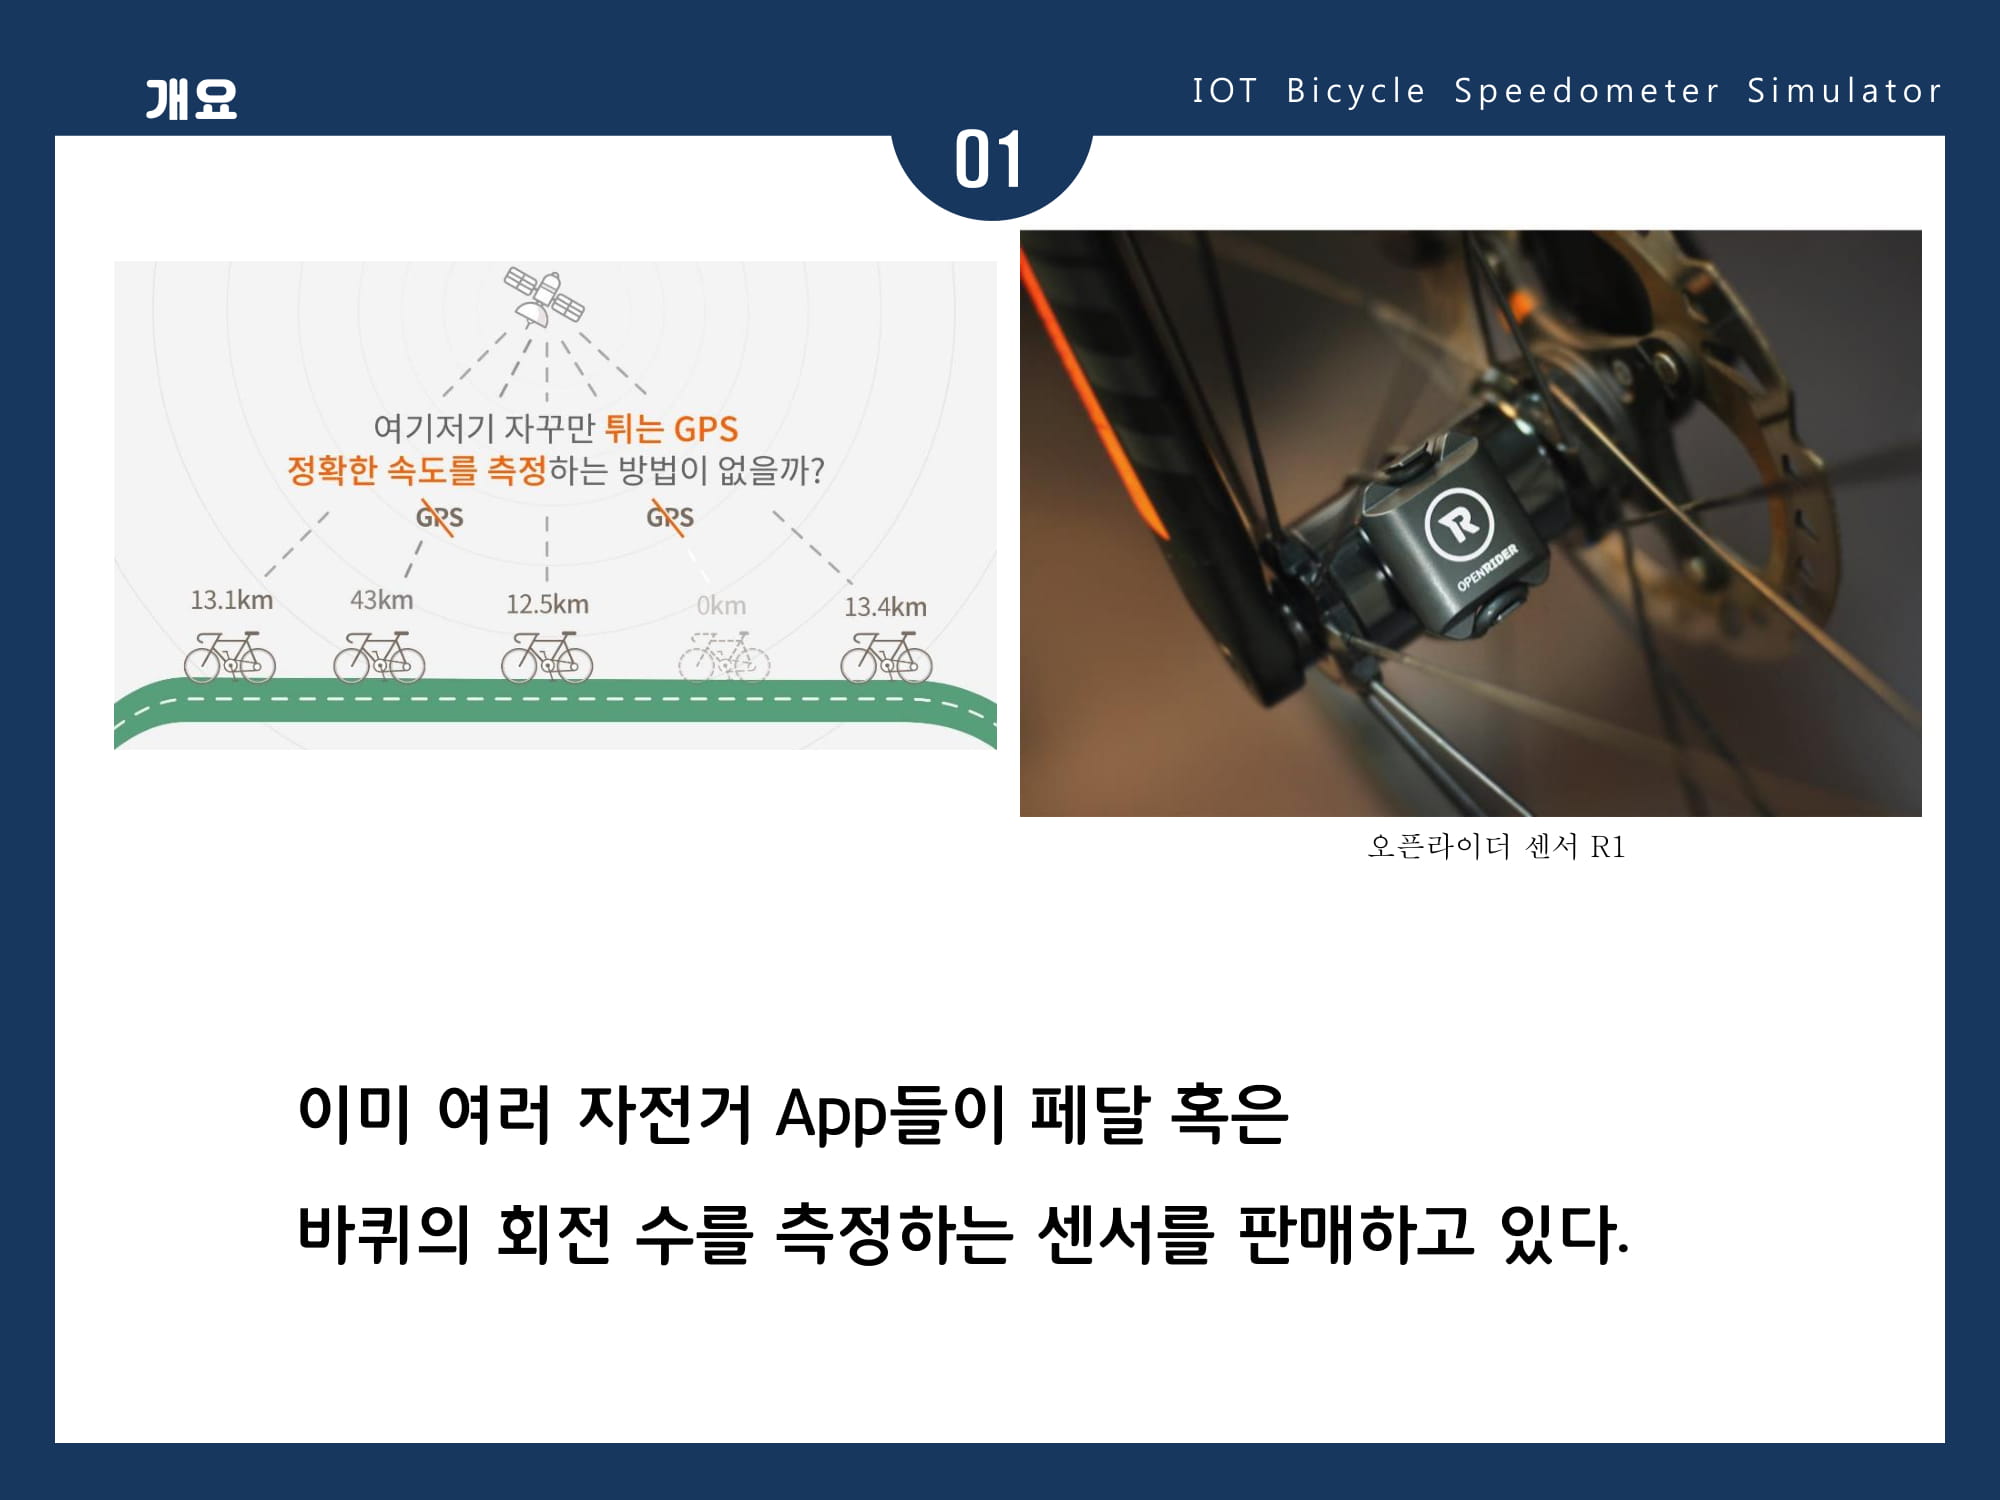 개요
IOT Bicycle Speedometer Simulator
01
여기저기 자꾸만 튀는 GPS
정확한 속도를 측정하는 방법이 없을까?
GPS GPS
13.1km 43km 12.5km 0km 13.4km
R
OPENRIDER
오픈라이더 센서 R1
이미 여러 자전거 App들이 페달 혹은
바퀴의 회전 수를 측정하는 센서를 판매하고 있다.